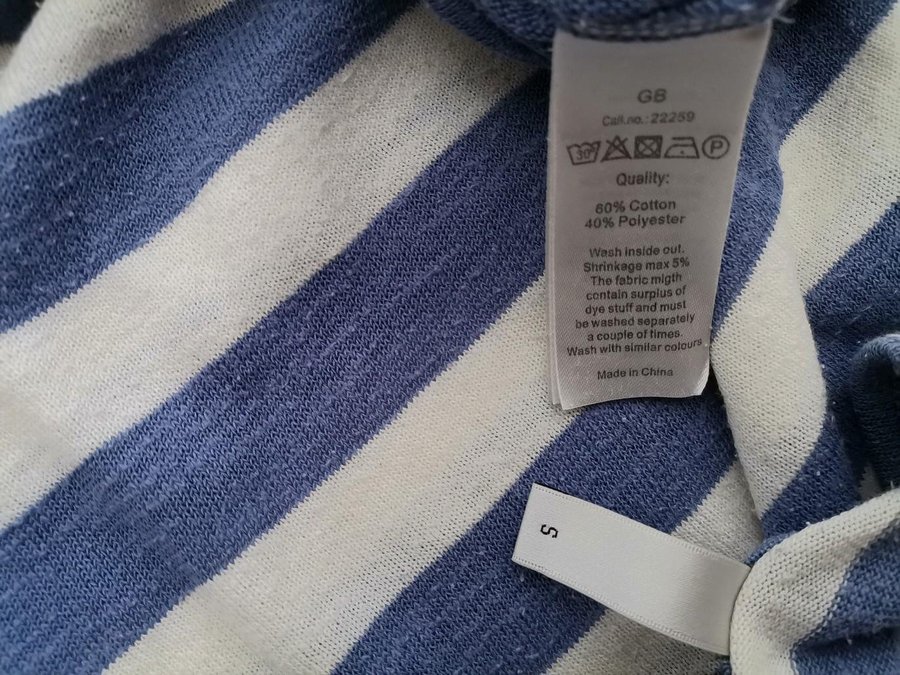 GB
Call.no.: 22259
30° P
Quality:
60% Cotton
40% Polyester
Wash inside out.
Shrinkage max 5%
The fabric migth
contain surplus of
dye stuff and must
be washed separately
a couple of times.
Wash with similar colours
Made in China
S